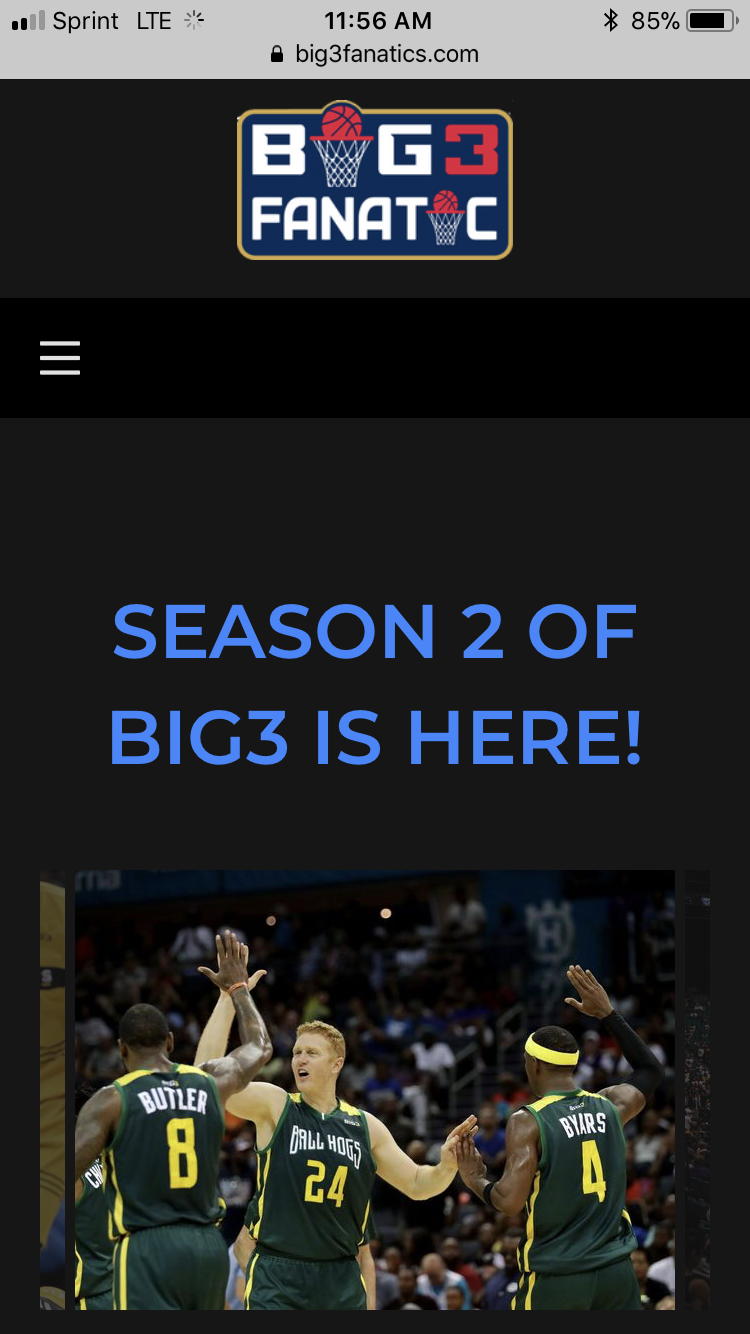 Sprint LTE 11:56 AM 85%
big3fanatics.com
BIG3
FANATIC
SEASON 2 OF
BIG3 IS HERE!
BUTLER
8
BALL HOGS
24
BYARS
4